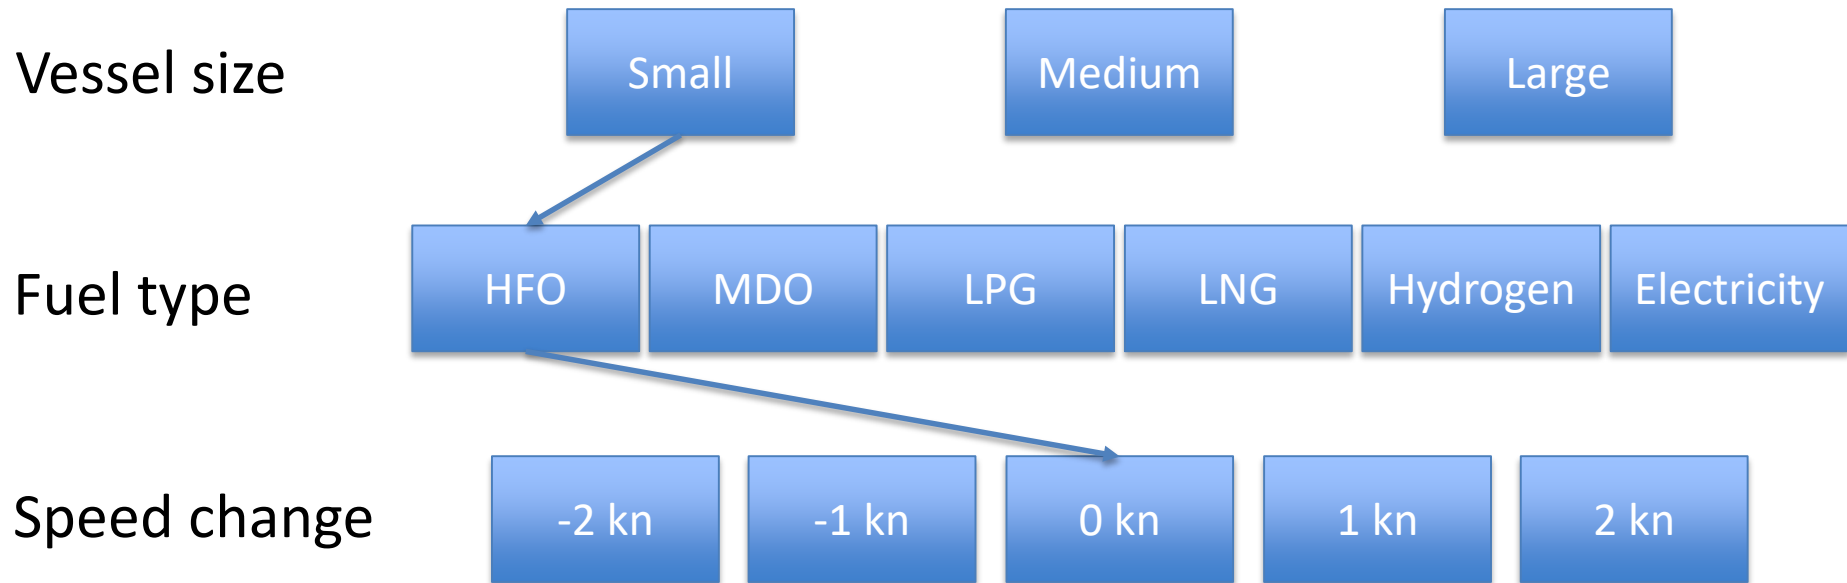 Vessel size
Small
Medium
Large
Fuel type
HFO
MDO
LPG
LNG
Hydrogen
Electricity
Speed change
-2 kn
-1 kn
0 kn
1 kn
2 kn